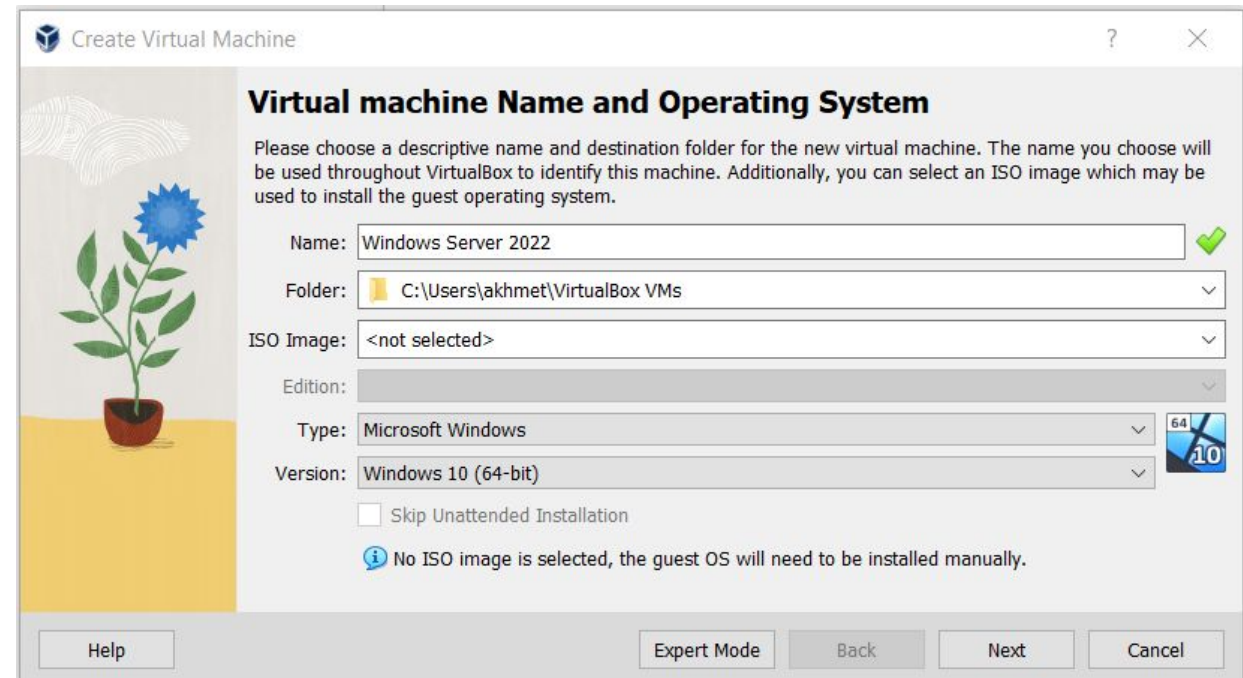 Create Virtual Machine
?
Virtual machine Name and Operating System
Please choose a descriptive name and destination folder for the new virtual machine. The name you choose will
be used throughout VirtualBox to identify this machine. Additionally, you can select an ISO image which may be
used to install the guest operating system.
Name: Windows Server 2022
Folder: C:\Users\akhmet\VirtualBox VMs
ISO Image: <not selected>
Edition:
Type: Microsoft Windows
64
Version: Windows 10 (64-bit)
10
Skip Unattended Installation
No ISO image is selected, the guest OS will need to be installed manually.
Help Expert Mode Back Next Cancel